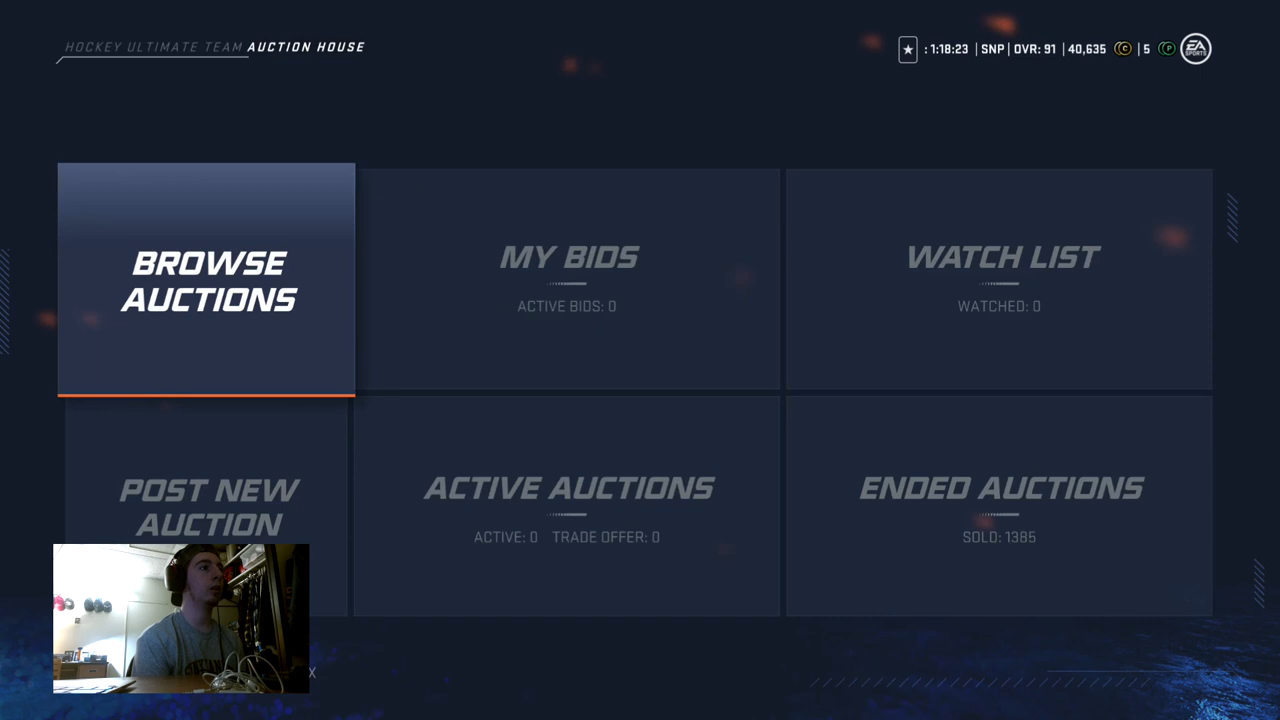 HOCKEY ULTIMATE TEAM AUCTION HOUSE
: 1:18:23 | SNP | OVR: 91 | 40,635 C | 5 P EA SPORTS
BROWSE
AUCTIONS
MY BIDS
ACTIVE BIDS: 0
WATCH LIST
WATCHED: 0
POST NEW
AUCTION
ACTIVE AUCTIONS
ACTIVE: 0 TRADE OFFER: 0
ENDED AUCTIONS
SOLD: 1385
X